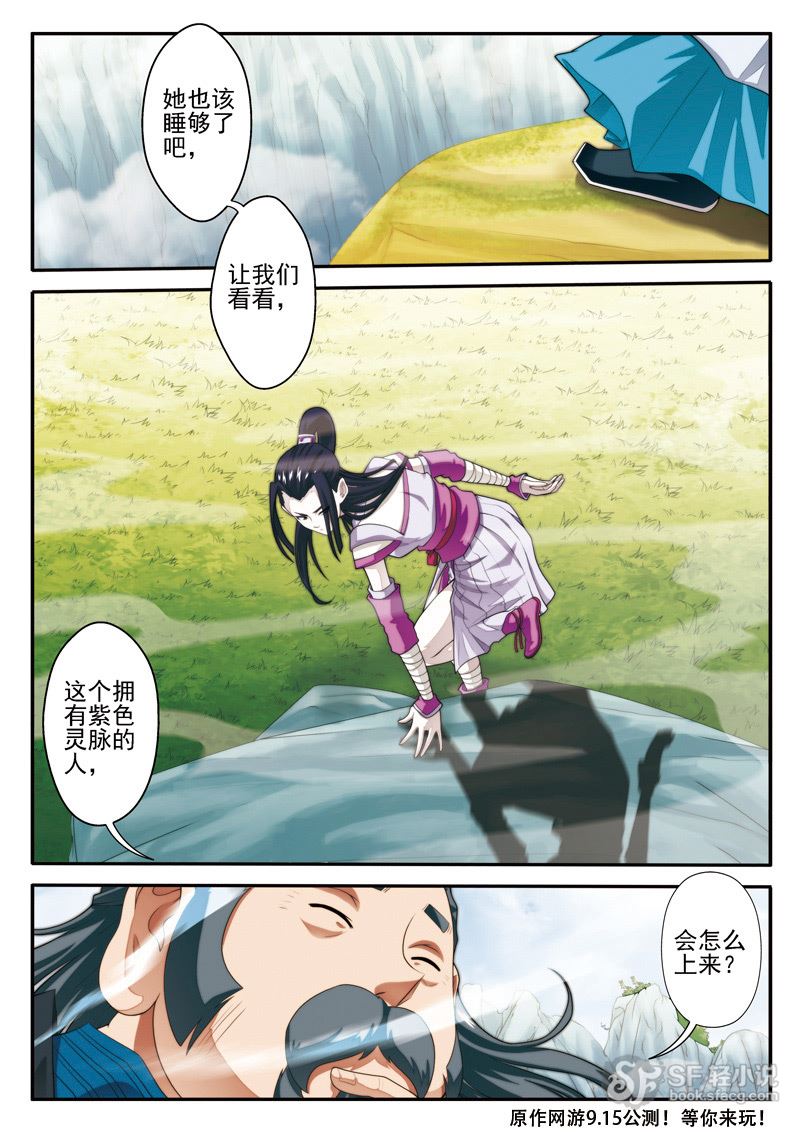 她也该
睡够了
吧，
让我们
看看，
这个拥
有紫色
灵脉的
人，
会怎么
上来？
SF轻小说
book.sfacg.com
原作网游9.15公测！等你来玩！